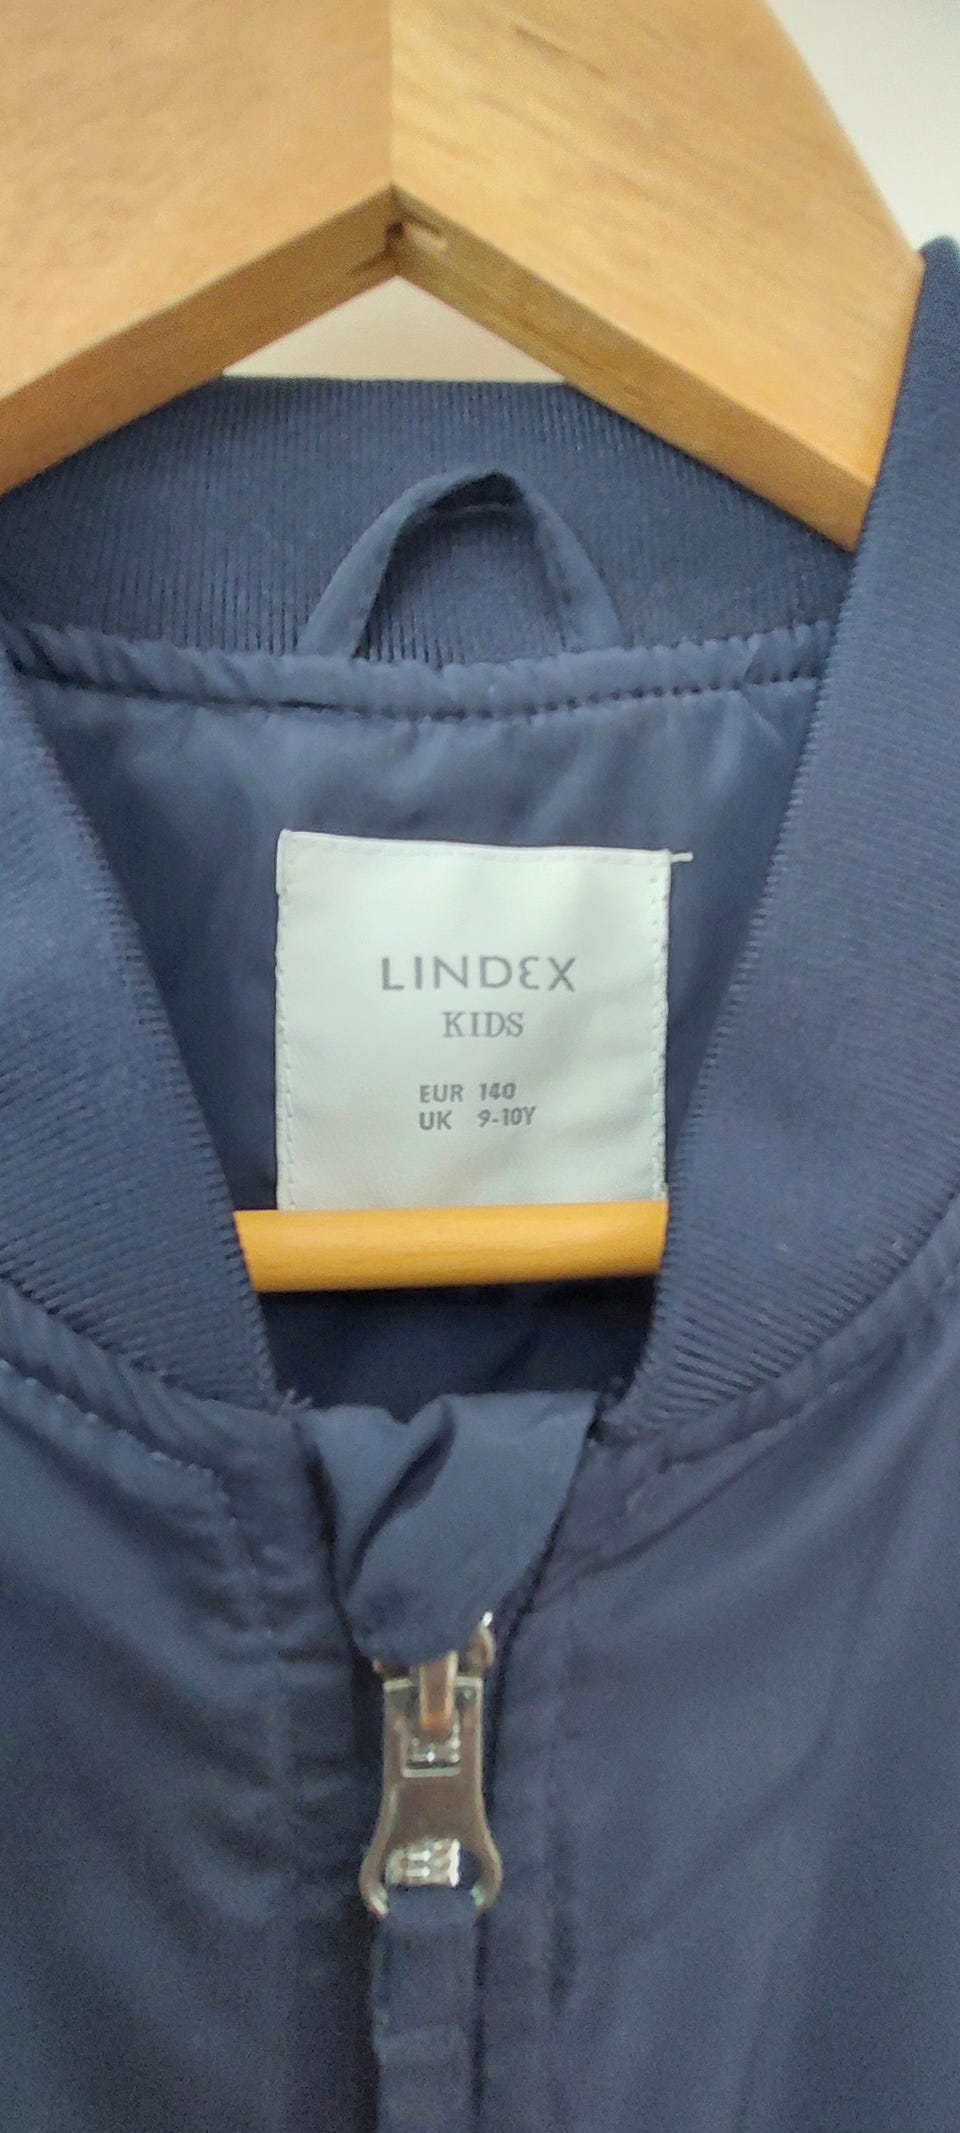 LINDEX
KIDS
EUR 140
UK 9-10Y